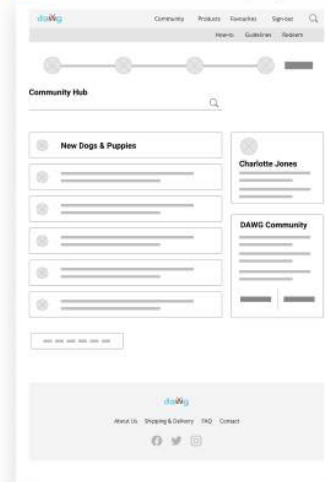 dawg
Community Products Favourites Sign-out
How-to Guidelines Redeem
Community Hub
New Dogs & Puppies
Charlotte Jones
DAWG Community
dawg
About Us Shipping & Delivery FAQ Contact